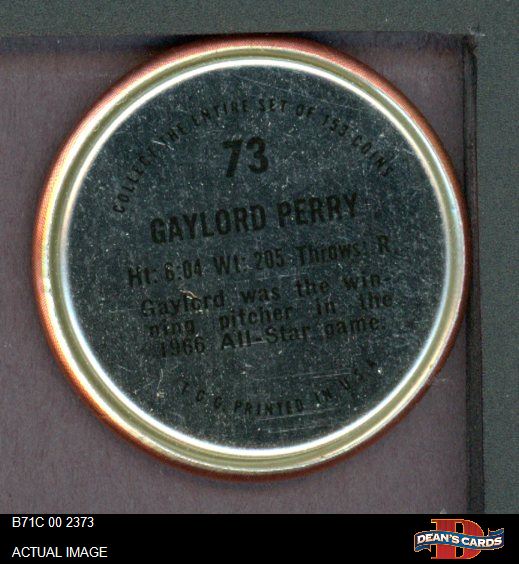 COLLECT THE ENTIRE SET OF 153 COINS
73
GAYLORD PERRY
Ht: 6:04 Wt: 205 Throws: R.
Gaylord was the win-
ning pitcher in the
1966 All-Star game.
T.C.G. PRINTED IN U.S.A.
B71C 00 2373
ACTUAL IMAGE
D
DEAN'S CARDS